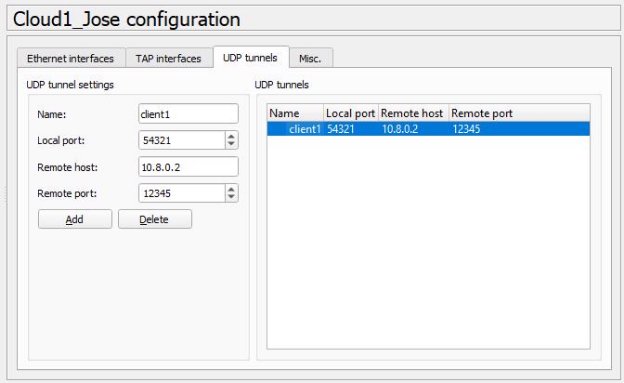 Cloud1_Jose configuration
Ethernet interfaces TAP interfaces UDP tunnels Misc.
UDP tunnel settings
Name: client1
Local port: 54321
Remote host: 10.8.0.2
Remote port: 12345
Add Delete
UDP tunnels
Name Local port Remote host Remote port
client1 54321 10.8.0.2 12345